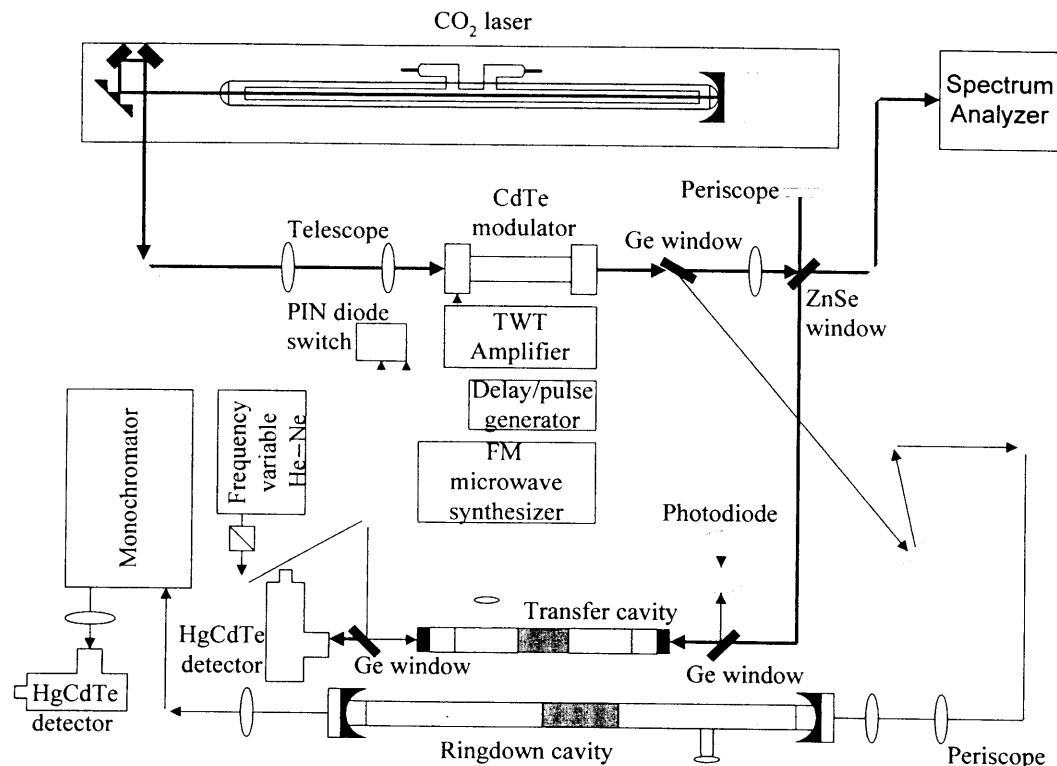 CO₂ laser
Spectrum
Analyzer
Periscope
CdTe
modulator
Telescope
Ge window
ZnSe
window
PIN diode
switch
TWT
Amplifier
Delay/pulse
generator
FM
microwave
synthesizer
Monochromator
Frequency
variable
He–Ne
Photodiode
Transfer cavity
HgCdTe
detector
Ge window
Ge window
HgCdTe
detector
Ringdown cavity
Periscope